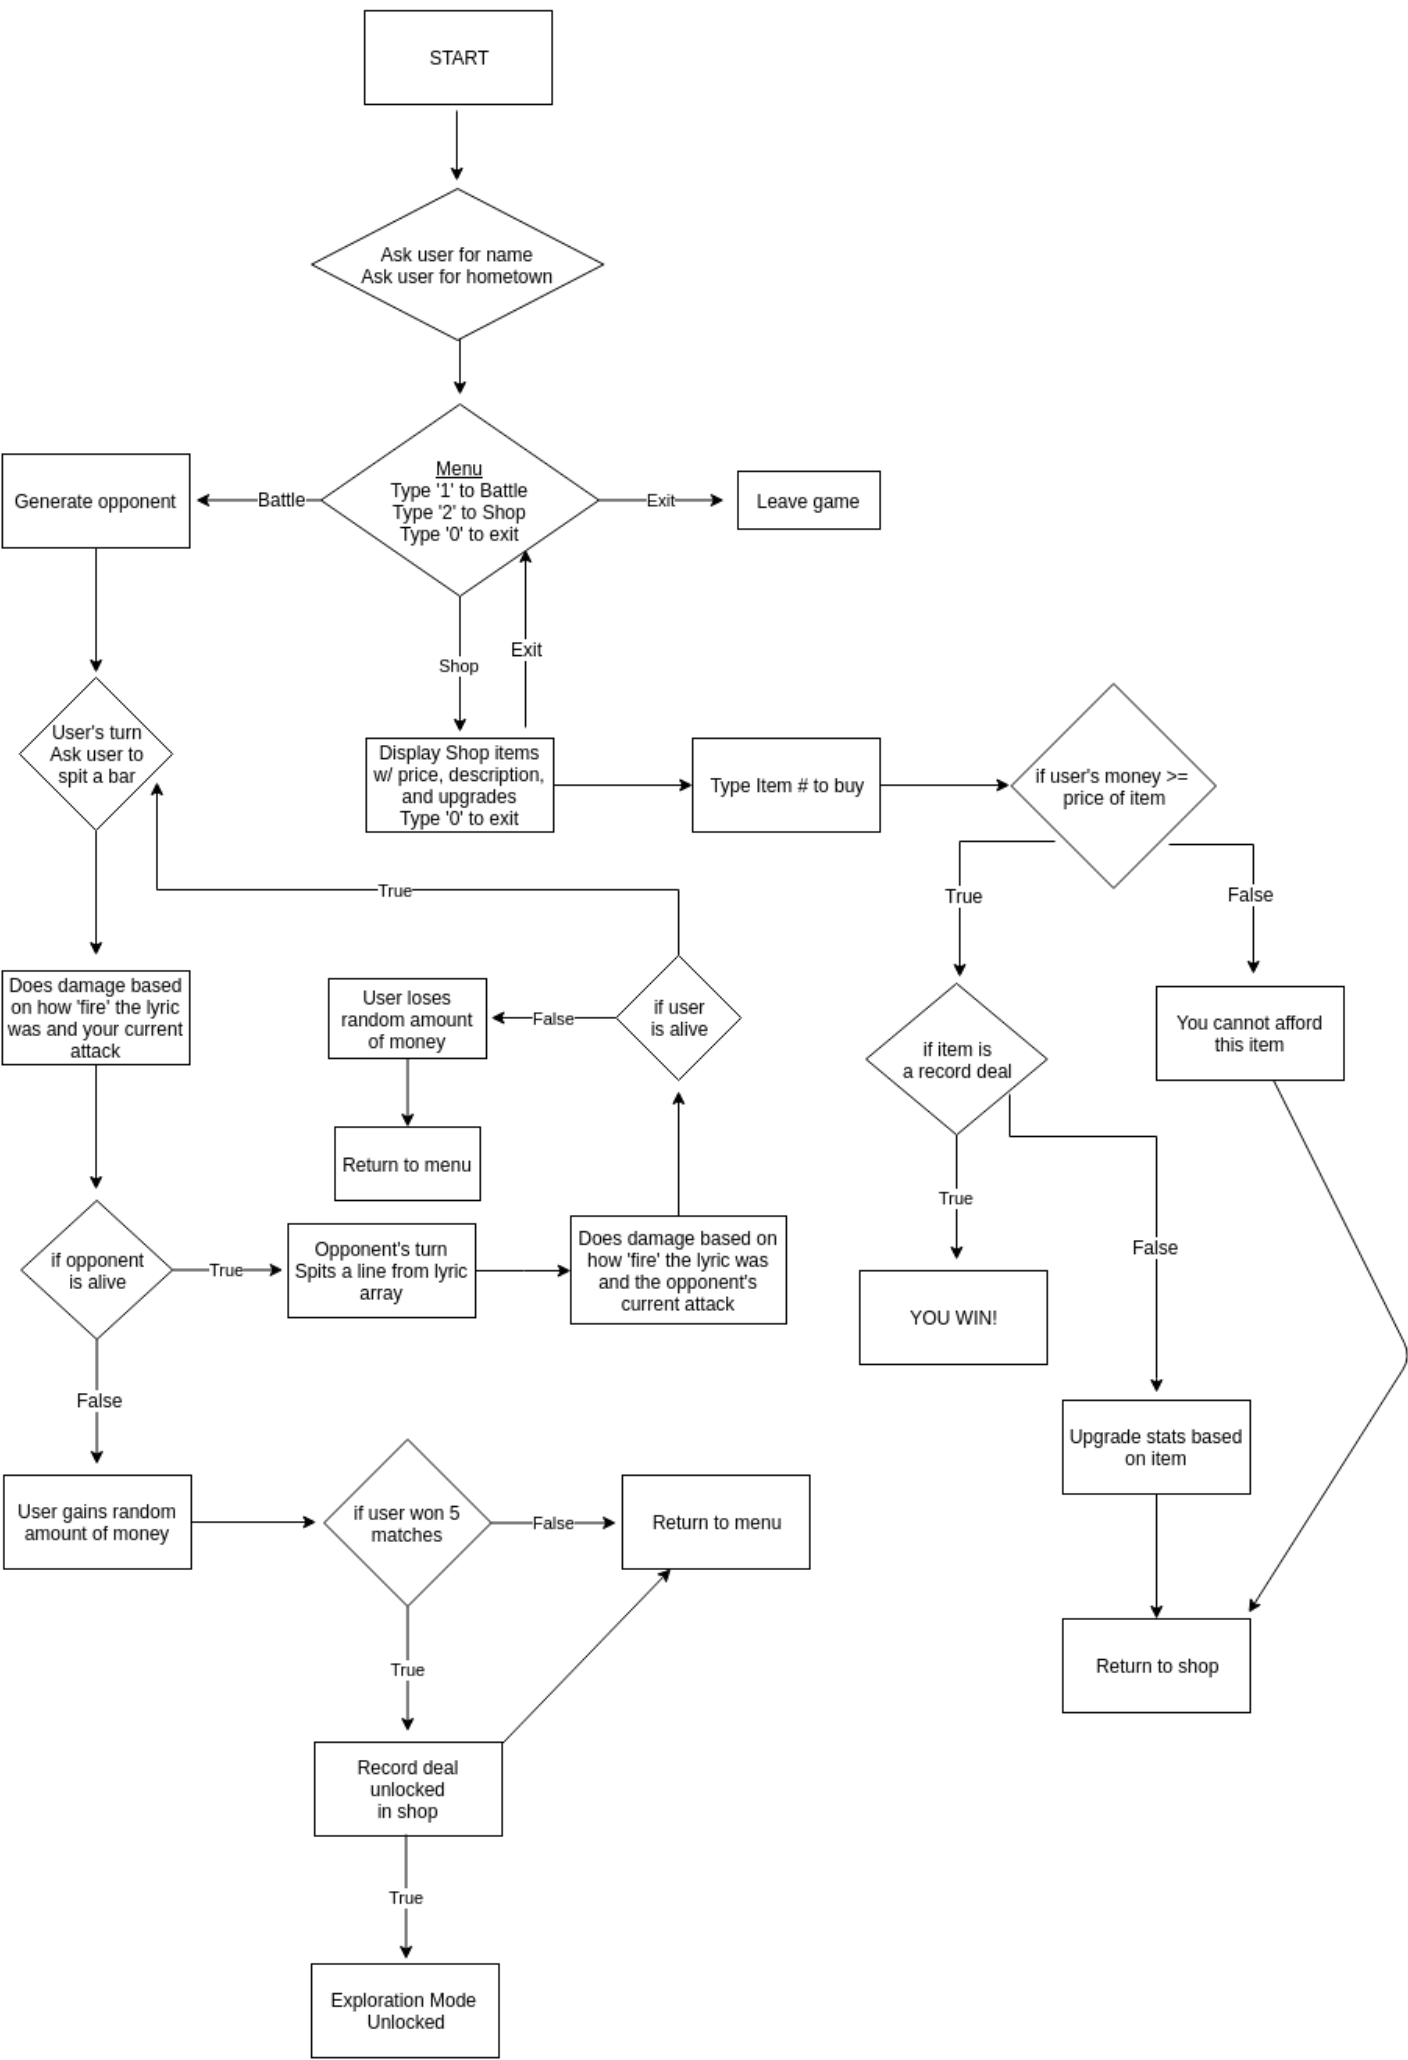 START
Ask user for name
Ask user for hometown
Menu
Type '1' to Battle
Type '2' to Shop
Type '0' to exit
Battle
Generate opponent
Exit
Leave game
Shop
Exit
User's turn
Ask user to
spit a bar
Display Shop items
w/ price, description,
and upgrades
Type '0' to exit
Type Item # to buy
if user's money >=
price of item
True
True
False
Does damage based
on how 'fire' the lyric
was and your current
attack
User loses
random amount
of money
False
if user
is alive
if item is
a record deal
You cannot afford
this item
Return to menu
True
False
if opponent
is alive
True
Opponent's turn
Spits a line from lyric
array
Does damage based on
how 'fire' the lyric was
and the opponent's
current attack
YOU WIN!
False
Upgrade stats based
on item
User gains random
amount of money
if user won 5
matches
False
Return to menu
True
Return to shop
Record deal
unlocked
in shop
True
Exploration Mode
Unlocked